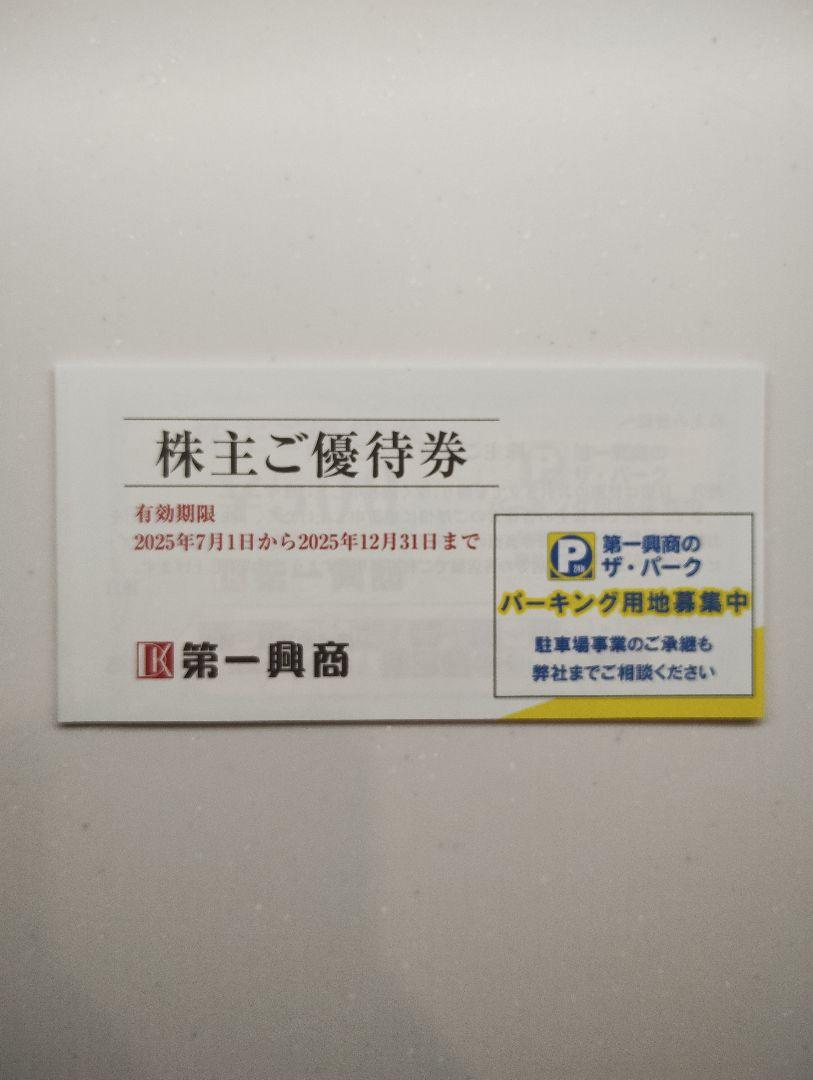 株主ご優待券
有効期限
2025年7月1日から2025年12月31日まで
第一興商
P
24h
第一興商の
ザ・パーク
パーキング用地募集中
駐車場事業のご承継も
弊社までご相談ください